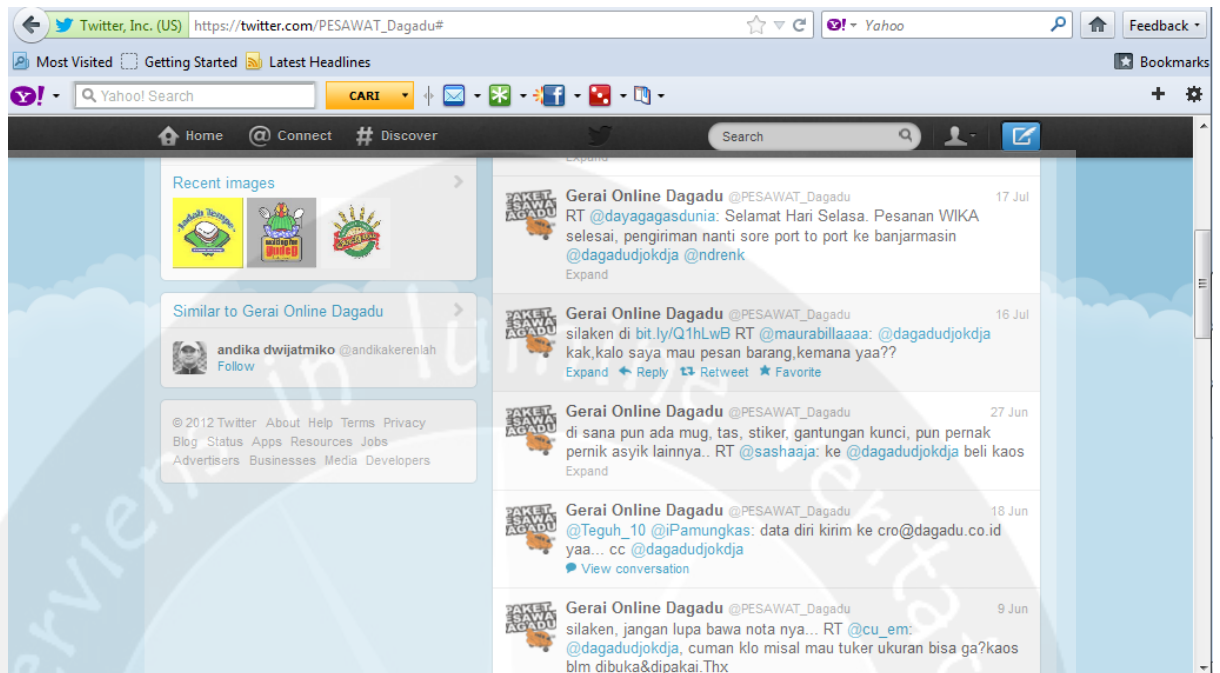 Twitter, Inc. (US) https://twitter.com/PESAWAT_Dagadu#
Yahoo
Feedback
Most Visited Getting Started Latest Headlines
Bookmarks
Yahoo! Search
CARI
Home @ Connect # Discover
Search
Recent images
Similar to Gerai Online Dagadu
andika dwijatmiko @andikakerenlah
Follow
© 2012 Twitter About Help Terms Privacy
Blog Status Apps Resources Jobs
Advertisers Businesses Media Developers
Expand
Gerai Online Dagadu @PESAWAT_Dagadu 17 Jul
RT @dayagagasdunia: Selamat Hari Selasa. Pesanan WIKA
selesai, pengiriman nanti sore port to port ke banjarmasin
@dagadudjokdja @ndrenk
Expand
Gerai Online Dagadu @PESAWAT_Dagadu 16 Jul
silaken di bit.ly/Q1hLwB RT @maurabillaaaa: @dagadudjokdja
kak,kalo saya mau pesan barang,kemana yaa??
Expand Reply Retweet Favorite
Gerai Online Dagadu @PESAWAT_Dagadu 27 Jun
di sana pun ada mug, tas, stiker, gantungan kunci, pun pernak
pernik asyik lainnya.. RT @sashaaja: ke @dagadudjokdja beli kaos
Expand
Gerai Online Dagadu @PESAWAT_Dagadu 18 Jun
@Teguh_10 @iPamungkas: data diri kirim ke cro@dagadu.co.id
yaa... cc @dagadudjokdja
View conversation
Gerai Online Dagadu @PESAWAT_Dagadu 9 Jun
silaken, jangan lupa bawa nota nya... RT @cu_em:
@dagadudjokdja, cuman klo misal mau tuker ukuran bisa ga?kaos
blm dibuka&dipakai.Thx
in lumine